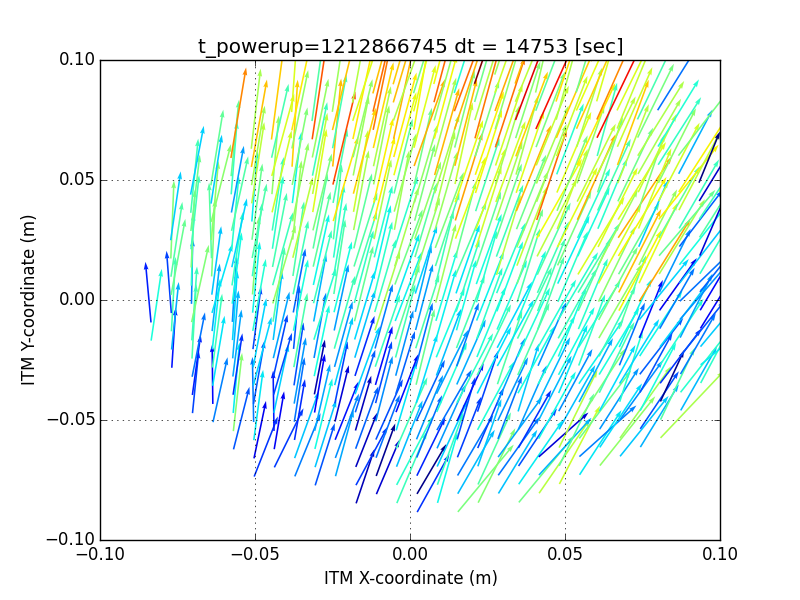 t_powerup=1212866745 dt = 14753 [sec]
0.10
0.05
0.00
−0.05
−0.10
ITM Y-coordinate (m)
−0.10 −0.05 0.00 0.05 0.10
ITM X-coordinate (m)